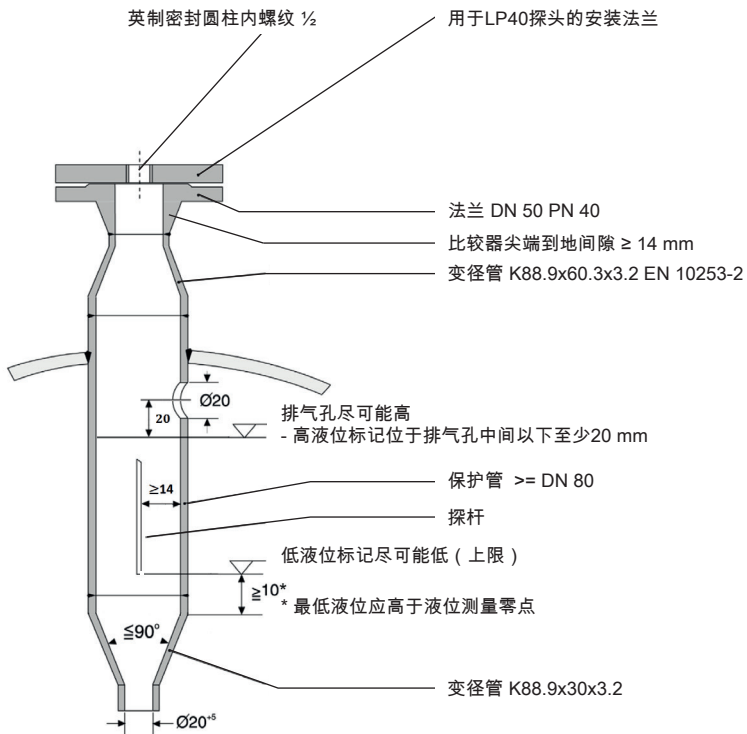 英制密封圆柱内螺纹 ½
用于LP40探头的安装法兰
法兰 DN 50 PN 40
比较器尖端到地间隙 ≥ 14 mm
变径管 K88.9x60.3x3.2 EN 10253-2
Ø20
20
排气孔尽可能高
- 高液位标记位于排气孔中间以下至少20 mm
≥14
保护管 >= DN 80
探杆
低液位标记尽可能低（上限）
≧10*
* 最低液位应高于液位测量零点
≦90°
变径管 K88.9x30x3.2
Ø20⁺⁵